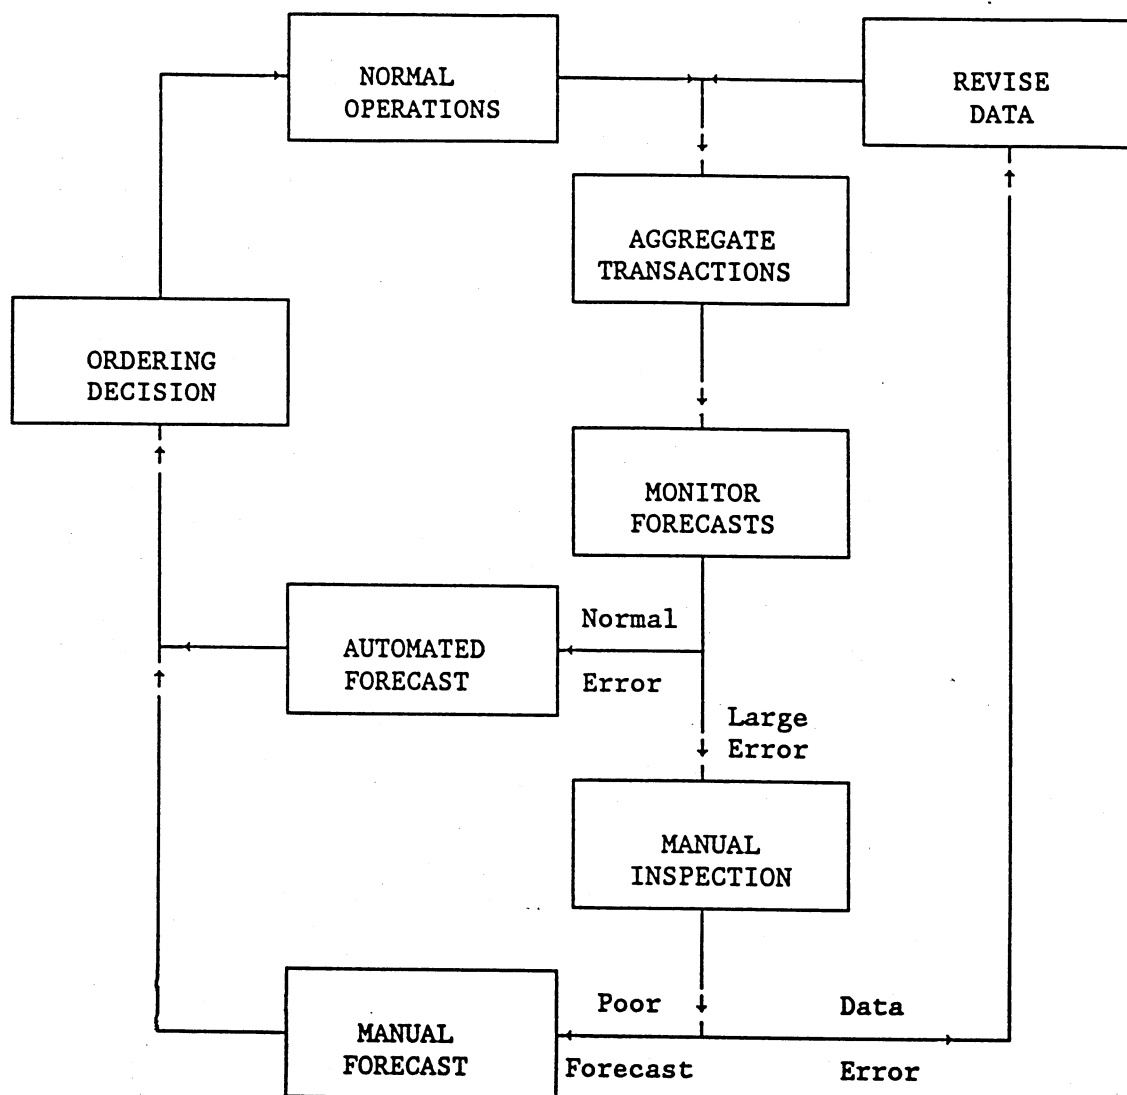 NORMAL
OPERATIONS
REVISE
DATA
AGGREGATE
TRANSACTIONS
ORDERING
DECISION
MONITOR
FORECASTS
Normal
Error
AUTOMATED
FORECAST
Large
Error
MANUAL
INSPECTION
Poor
Forecast
Data
Error
MANUAL
FORECAST